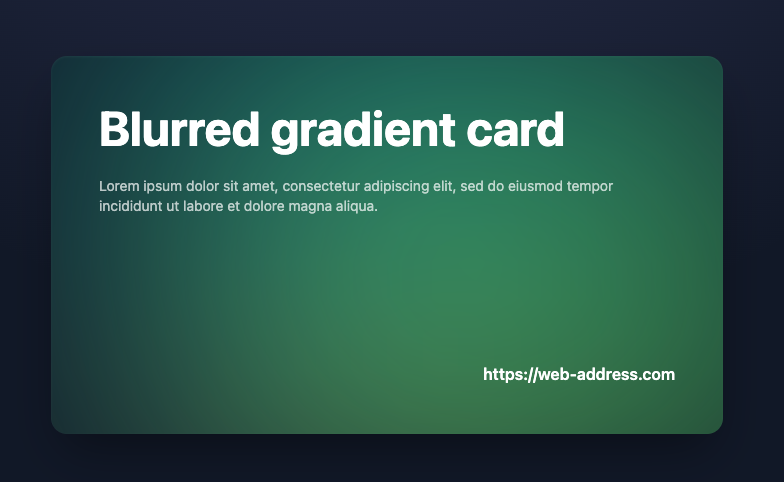 Blurred gradient card
Lorem ipsum dolor sit amet, consectetur adipiscing elit, sed do eiusmod tempor
incididunt ut labore et dolore magna aliqua.
https://web-address.com